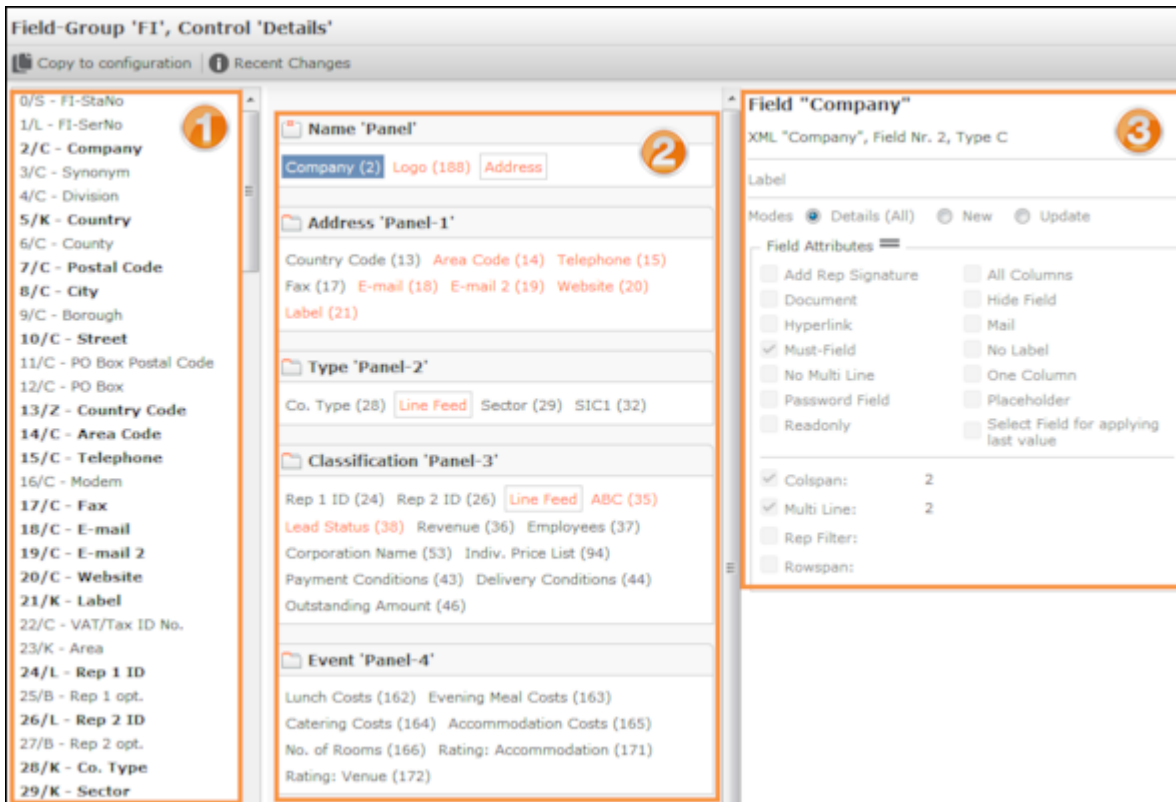 Field-Group 'FI', Control 'Details'
Copy to configuration
Recent Changes
1
0/S - FI-StaNo
1/L - FI-SerNo
2/C - Company
3/C - Synonym
4/C - Division
5/K - Country
6/C - County
7/C - Postal Code
8/C - City
9/C - Borough
10/C - Street
11/C - PO Box Postal Code
12/C - PO Box
13/Z - Country Code
14/C - Area Code
15/C - Telephone
16/C - Modem
17/C - Fax
18/C - E-mail
19/C - E-mail 2
20/C - Website
21/K - Label
22/C - VAT/Tax ID No.
23/K - Area
24/L - Rep 1 ID
25/B - Rep 1 opt.
26/L - Rep 2 ID
27/B - Rep 2 opt.
28/K - Co. Type
29/K - Sector
2
Name 'Panel'
Company (2) Logo (188) Address
Address 'Panel-1'
Country Code (13) Area Code (14) Telephone (15)
Fax (17) E-mail (18) E-mail 2 (19) Website (20)
Label (21)
Type 'Panel-2'
Co. Type (28) Line Feed Sector (29) SIC1 (32)
Classification 'Panel-3'
Rep 1 ID (24) Rep 2 ID (26) Line Feed ABC (35)
Lead Status (38) Revenue (36) Employees (37)
Corporation Name (53) Indiv. Price List (94)
Payment Conditions (43) Delivery Conditions (44)
Outstanding Amount (46)
Event 'Panel-4'
Lunch Costs (162) Evening Meal Costs (163)
Catering Costs (164) Accommodation Costs (165)
No. of Rooms (166) Rating: Accommodation (171)
Rating: Venue (172)
3
Field "Company"
XML "Company", Field Nr. 2, Type C
Label
Modes Details (All) New Update
Field Attributes
Add Rep Signature All Columns
Document Hide Field
Hyperlink Mail
Must-Field No Label
No Multi Line One Column
Password Field Placeholder
Readonly Select Field for applying
last value
Colspan: 2
Multi Line: 2
Rep Filter:
Rowspan: